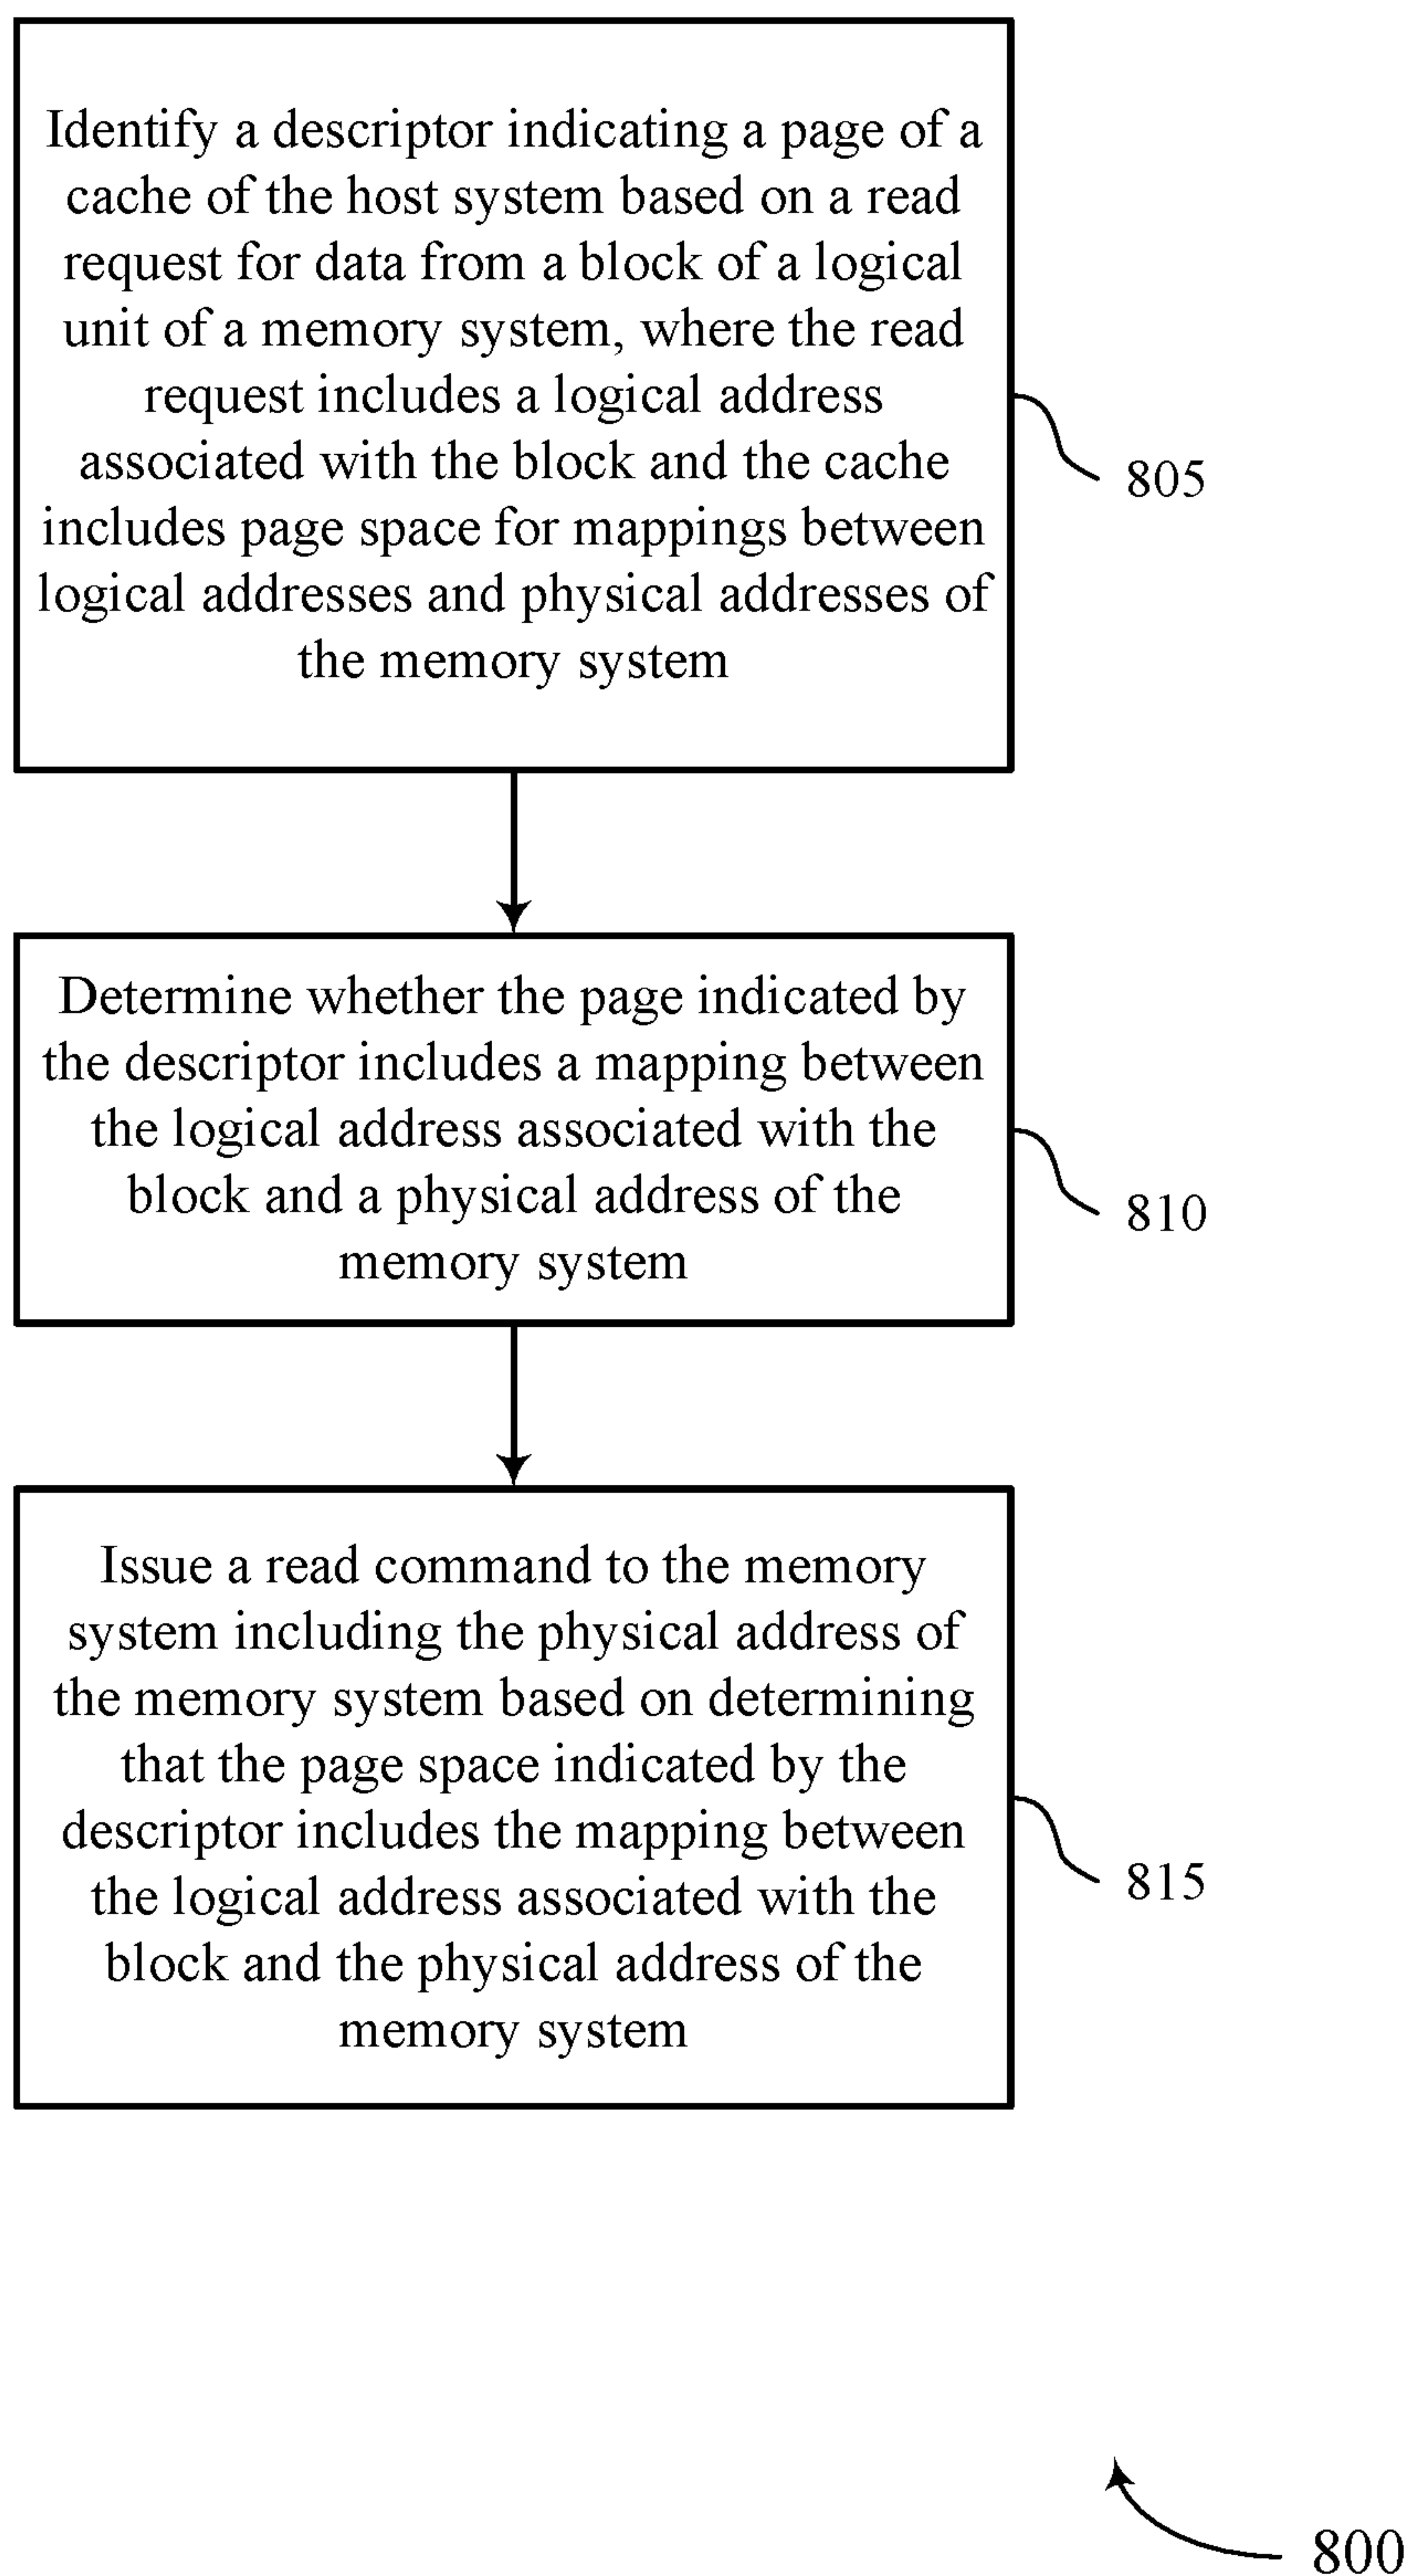 Identify a descriptor indicating a page of a
cache of the host system based on a read
request for data from a block of a logical
unit of a memory system, where the read
request includes a logical address
associated with the block and the cache
includes page space for mappings between
logical addresses and physical addresses of
the memory system
805
Determine whether the page indicated by
the descriptor includes a mapping between
the logical address associated with the
block and a physical address of the
memory system
810
Issue a read command to the memory
system including the physical address of
the memory system based on determining
that the page space indicated by the
descriptor includes the mapping between
the logical address associated with the
block and the physical address of the
memory system
815
800